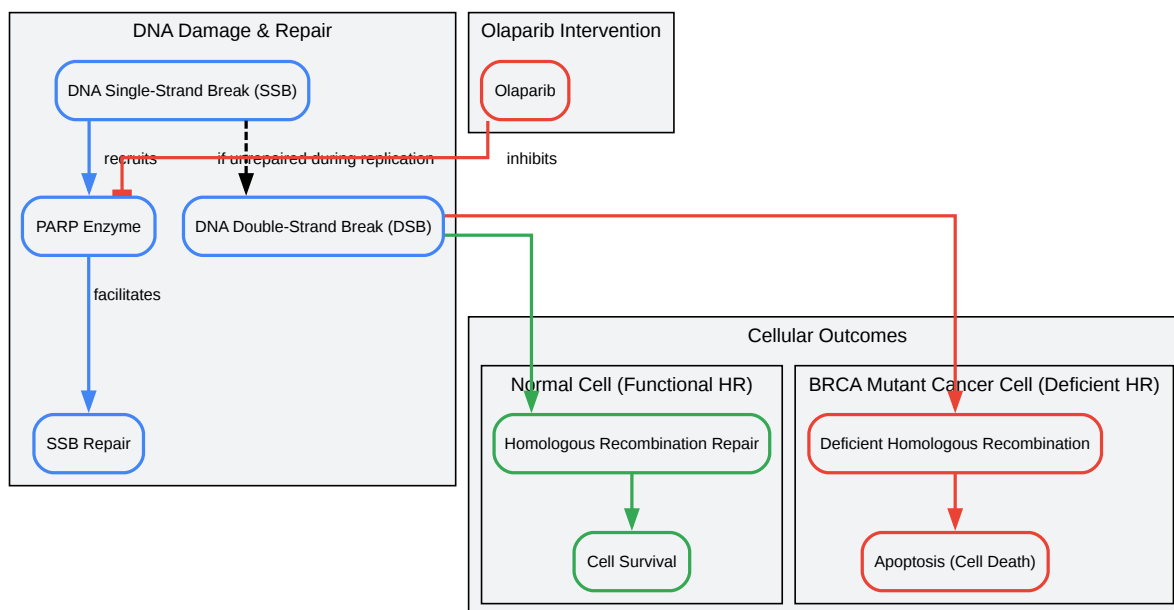 DNA Damage & Repair
Olaparib Intervention
DNA Single-Strand Break (SSB)
Olaparib
recruits
if unrepaired during replication
inhibits
PARP Enzyme
DNA Double-Strand Break (DSB)
facilitates
Cellular Outcomes
Normal Cell (Functional HR)
BRCA Mutant Cancer Cell (Deficient HR)
SSB Repair
Homologous Recombination Repair
Deficient Homologous Recombination
Cell Survival
Apoptosis (Cell Death)